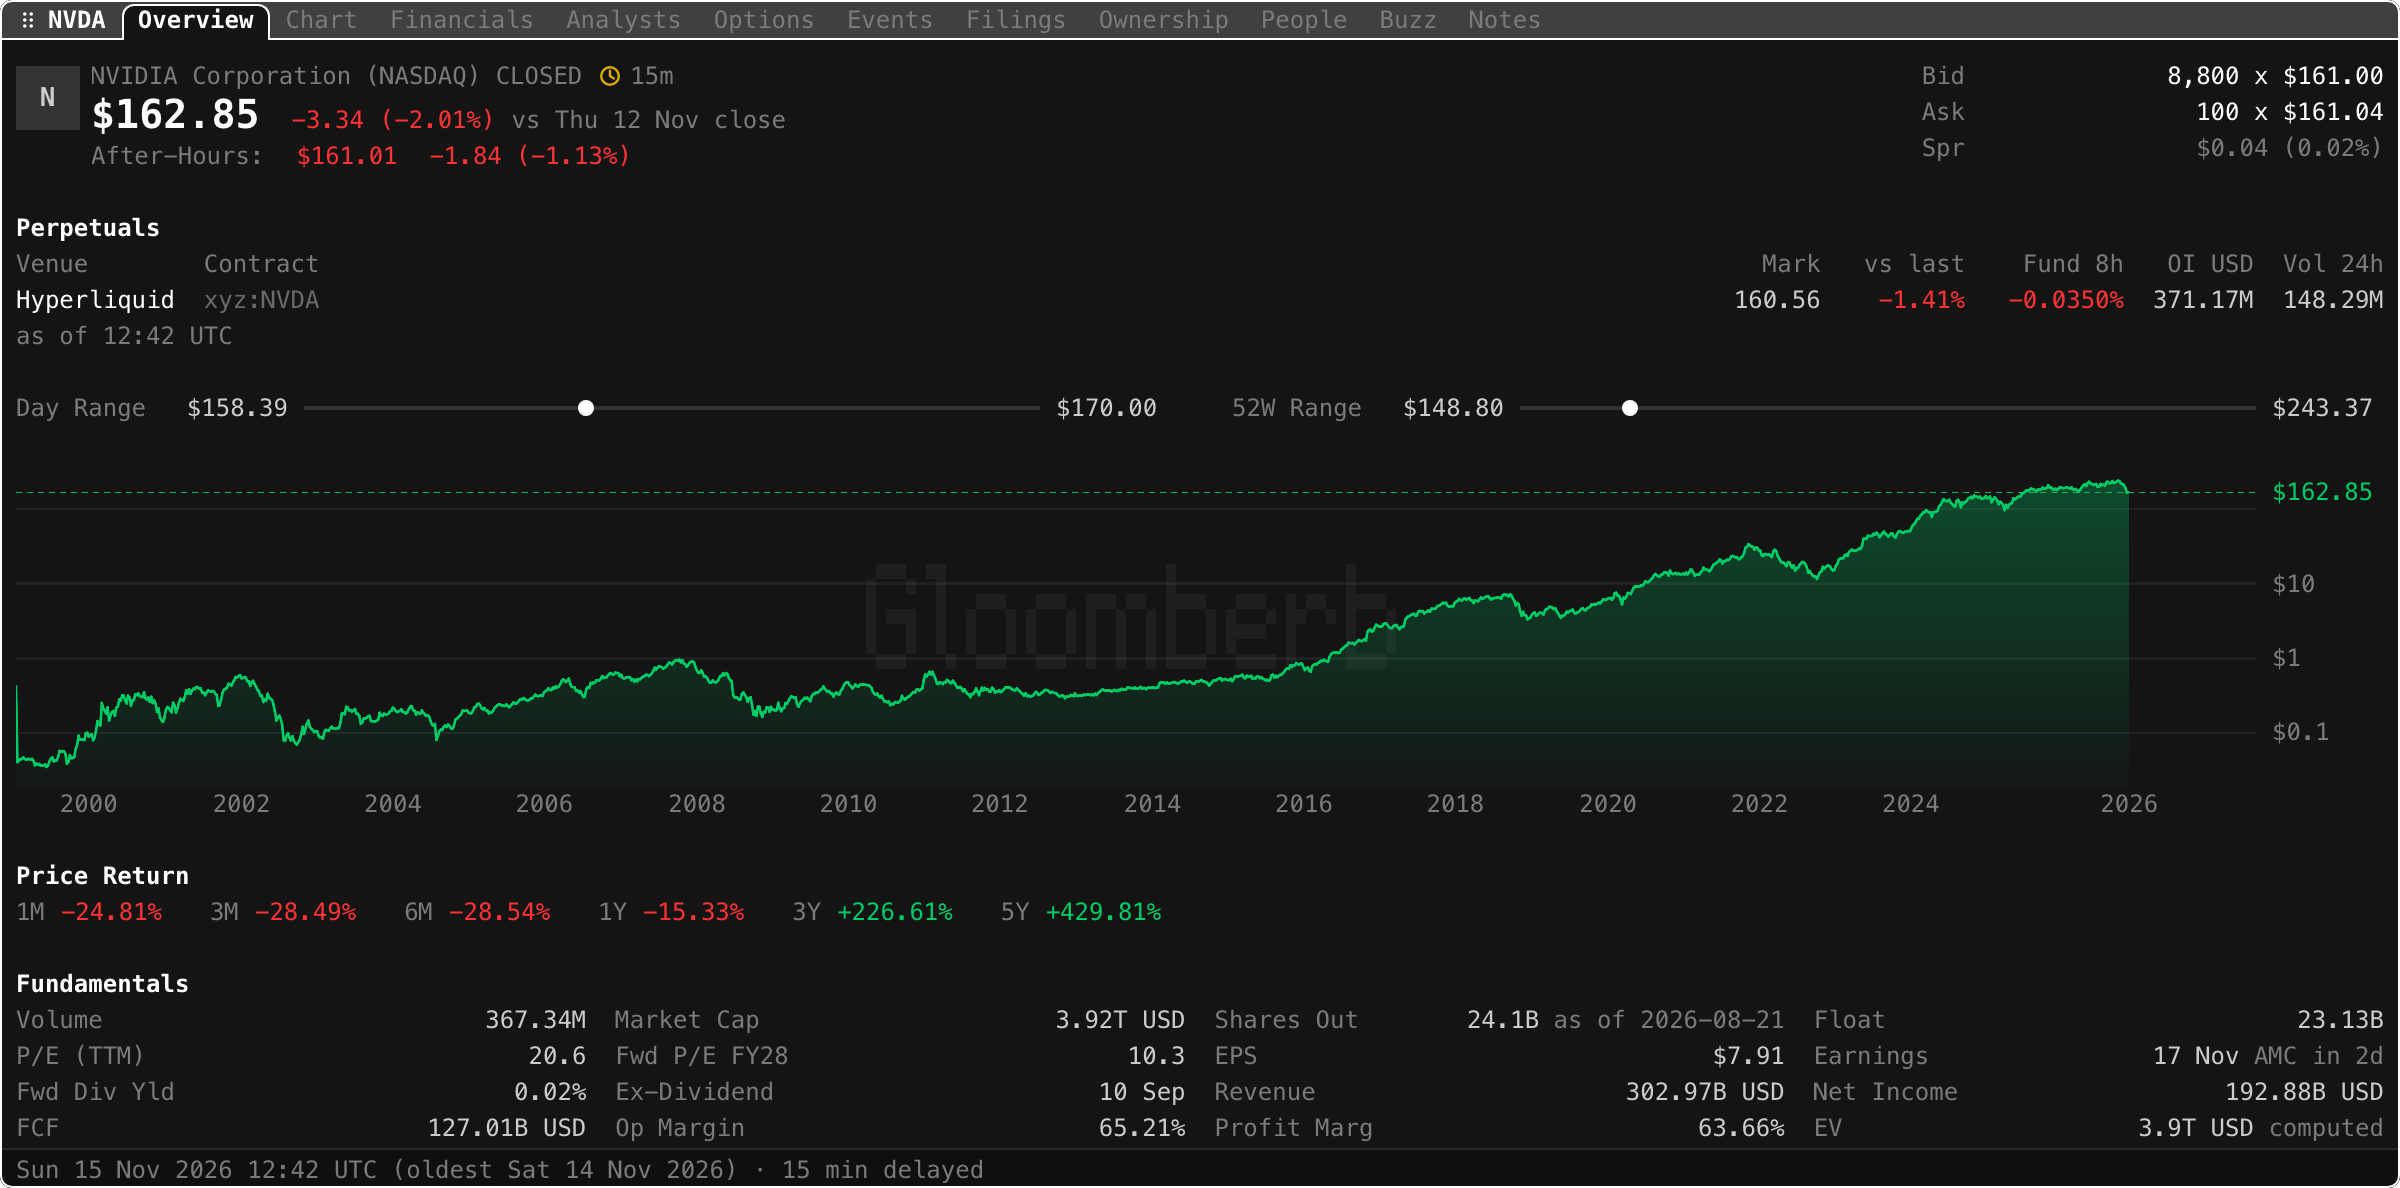 ⠿ NVDA Overview Chart Financials Analysts Options Events Filings Ownership People Buzz Notes
N
NVIDIA Corporation (NASDAQ) CLOSED 15m
$162.85 −3.34 (−2.01%) vs Thu 12 Nov close
After-Hours: $161.01 −1.84 (−1.13%)
Bid 8,800 x $161.00
Ask 100 x $161.04
Spr $0.04 (0.02%)
Perpetuals
Venue Contract Mark vs last Fund 8h OI USD Vol 24h
Hyperliquid xyz:NVDA 160.56 −1.41% −0.0350% 371.17M 148.29M
as of 12:42 UTC
Day Range $158.39 $170.00 52W Range $148.80 $243.37
$162.85
$10
$1
$0.1
Gloomberb
2000 2002 2004 2006 2008 2010 2012 2014 2016 2018 2020 2022 2024 2026
Price Return
1M −24.81% 3M −28.49% 6M −28.54% 1Y −15.33% 3Y +226.61% 5Y +429.81%
Fundamentals
Volume 367.34M Market Cap 3.92T USD Shares Out 24.1B as of 2026-08-21 Float 23.13B
P/E (TTM) 20.6 Fwd P/E FY28 10.3 EPS $7.91 Earnings 17 Nov AMC in 2d
Fwd Div Yld 0.02% Ex-Dividend 10 Sep Revenue 302.97B USD Net Income 192.88B USD
FCF 127.01B USD Op Margin 65.21% Profit Marg 63.66% EV 3.9T USD computed
Sun 15 Nov 2026 12:42 UTC (oldest Sat 14 Nov 2026) · 15 min delayed